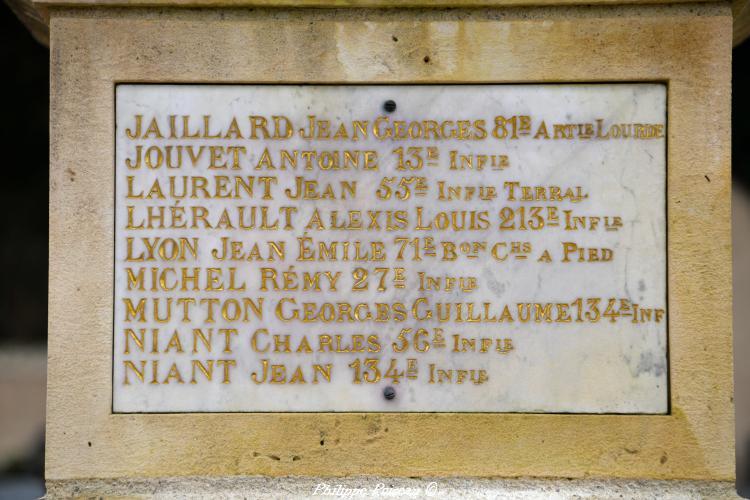 JAILLARD JEAN GEORGES 81E ARTIE LOURDE
JOUVET ANTOINE 13E INFIE
LAURENT JEAN 55E INFIE TERRAL
LHÉRAULT ALEXIS LOUIS 213E INFIE
LYON JEAN ÉMILE 71E BON CHS A PIED
MICHEL RÉMY 27E INFIE
MUTTON GEORGES GUILLAUME 134E INF
NIANT CHARLES 56E INFIE
NIANT JEAN 134E INFIE